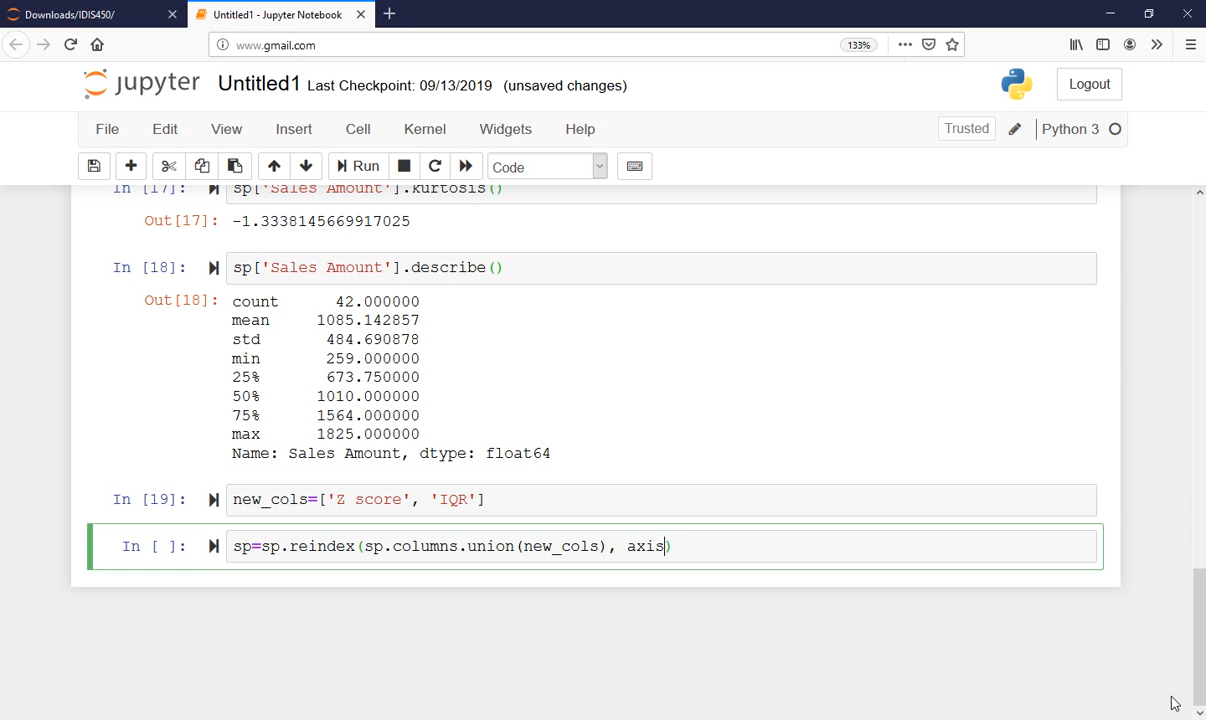 Downloads/IDIS450/
Untitled1 - Jupyter Notebook
www.gmail.com
133%
jupyter Untitled1 Last Checkpoint: 09/13/2019 (unsaved changes)
Logout
File Edit View Insert Cell Kernel Widgets Help
Trusted
Python 3
Run
Code
In [17]: sp['Sales Amount'].kurtosis()
Out[17]: -1.3338145669917025
In [18]: sp['Sales Amount'].describe()
Out[18]: count 42.000000
mean 1085.142857
std 484.690878
min 259.000000
25% 673.750000
50% 1010.000000
75% 1564.000000
max 1825.000000
Name: Sales Amount, dtype: float64
In [19]: new_cols=['Z score', 'IQR']
In [ ]: sp=sp.reindex(sp.columns.union(new_cols), axis)